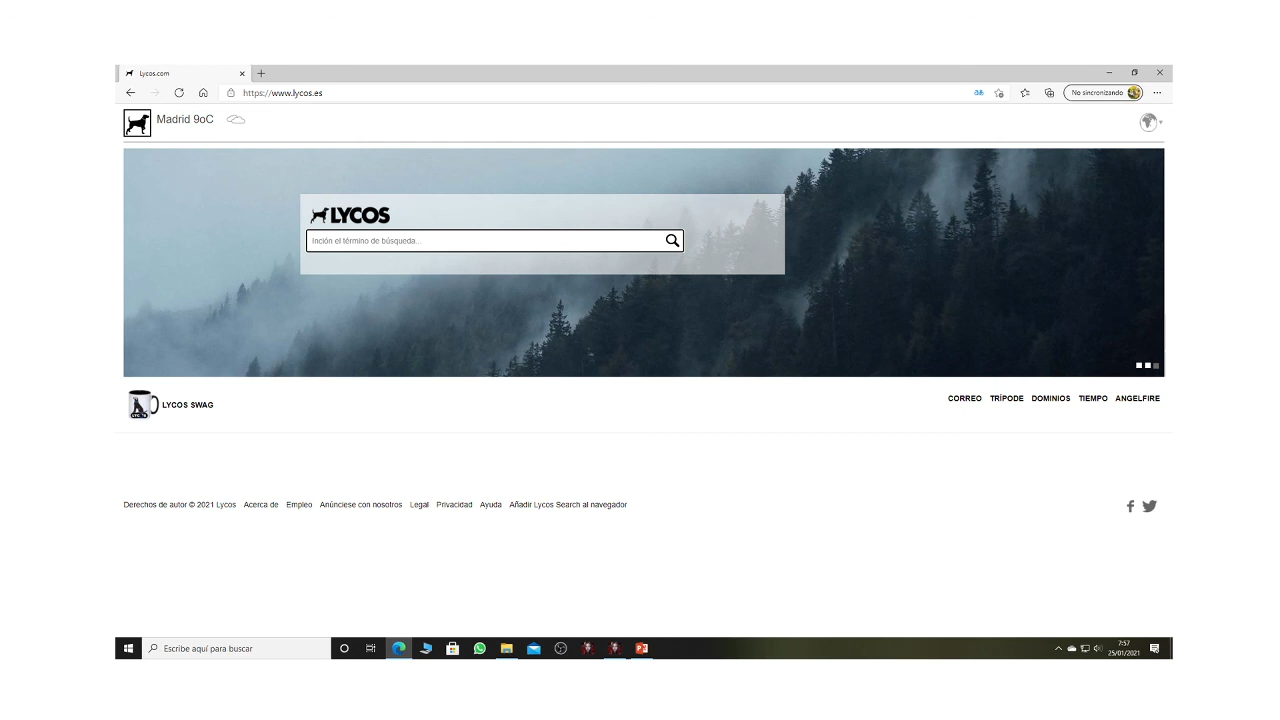 Lycos.com
https://www.lycos.es
No sincronizando
Madrid 9oC
LYCOS
Inción el término de búsqueda...
LYCOS SWAG
CORREO TRÍPODE DOMINIOS TIEMPO ANGELFIRE
Derechos de autor © 2021 Lycos Acerca de Empleo Anúnciese con nosotros Legal Privacidad Ayuda Añadir Lycos Search al navegador
Escribe aquí para buscar
7:57
25/01/2021